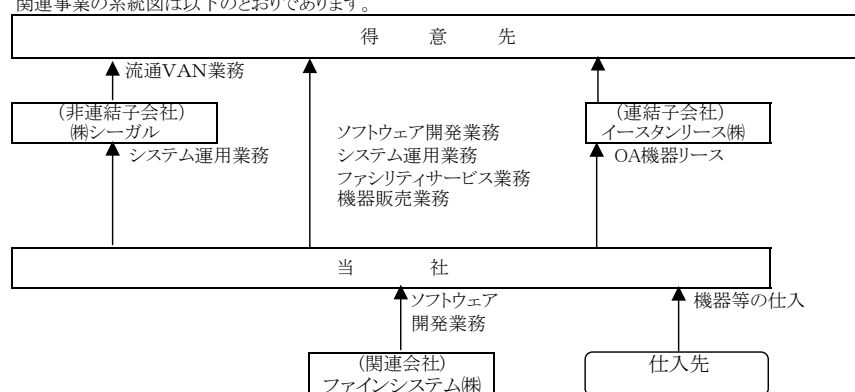 関連事業の系統図は以下のとおりであります。
得　意　先
流通VAN業務
(非連結子会社)
㈱シーガル
(連結子会社)
イースタンリース㈱
ソフトウェア開発業務
システム運用業務
ファシリティサービス業務
機器販売業務
システム運用業務
OA機器リース
当　社
ソフトウェア
開発業務
機器等の仕入
(関連会社)
ファインシステム㈱
仕入先